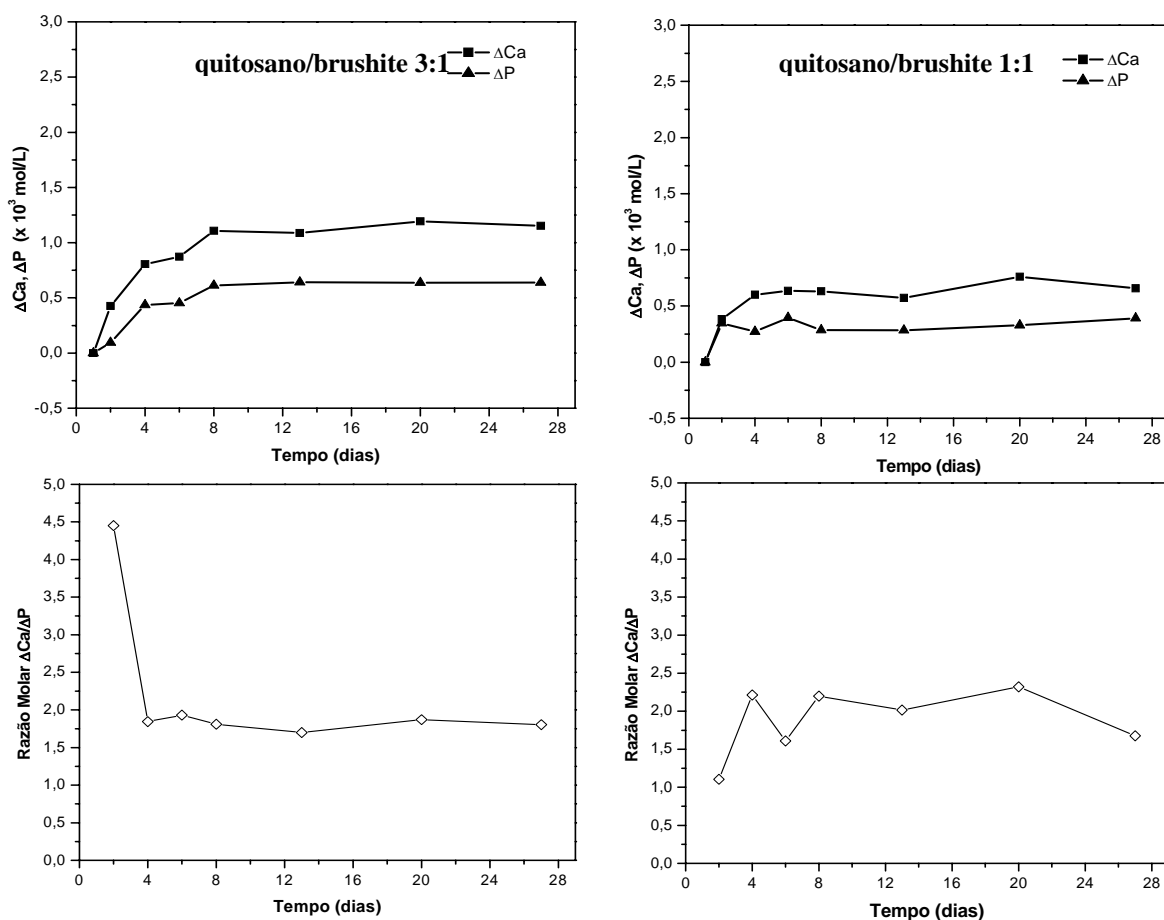 quitosano/brushite 3:1
ΔCa
ΔP
3,0
2,5
2,0
1,5
1,0
0,5
0,0
-0,5
ΔCa, ΔP (x 10³ mol/L)
0 4 8 12 16 20 24 28
Tempo (dias)
quitosano/brushite 1:1
ΔCa
ΔP
3,0
2,5
2,0
1,5
1,0
0,5
0,0
-0,5
ΔCa, ΔP (x 10³ mol/L)
0 4 8 12 16 20 24 28
Tempo (dias)
5,0
4,5
4,0
3,5
3,0
2,5
2,0
1,5
1,0
0,5
0,0
Razão Molar ΔCa/ΔP
0 4 8 12 16 20 24 28
Tempo (dias)
5,0
4,5
4,0
3,5
3,0
2,5
2,0
1,5
1,0
0,5
0,0
Razão Molar ΔCa/ΔP
0 4 8 12 16 20 24 28
Tempo (dias)